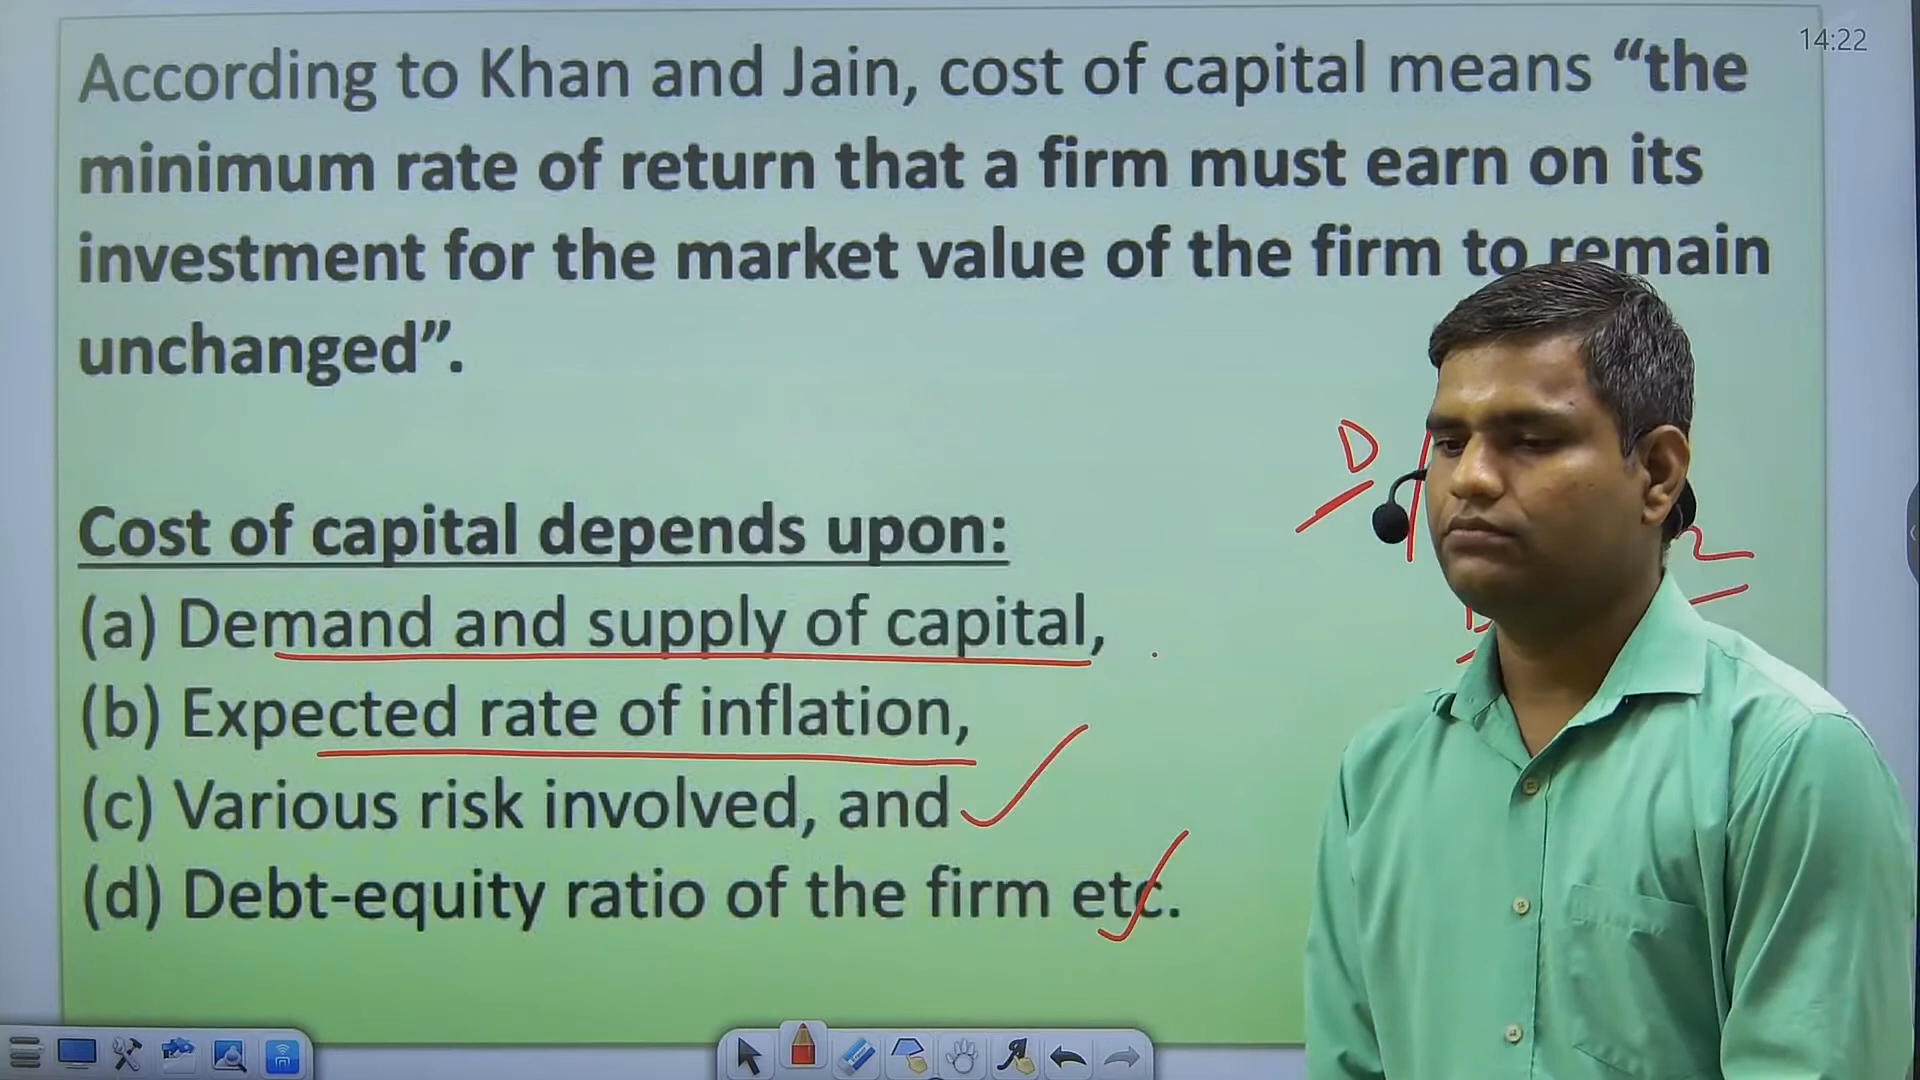 According to Khan and Jain, cost of capital means “the
14:22
minimum rate of return that a firm must earn on its
investment for the market value of the firm to remain
unchanged”.
D
Cost of capital depends upon:
2
(a) Demand and supply of capital,
(b) Expected rate of inflation,
(c) Various risk involved, and
(d) Debt-equity ratio of the firm etc.